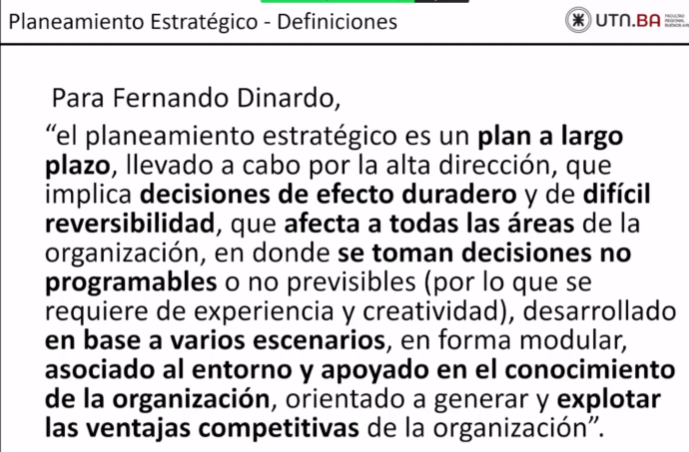 Planeamiento Estratégico - Definiciones
UTN.BA
Para Fernando Dinardo,
“el planeamiento estratégico es un plan a largo
plazo, llevado a cabo por la alta dirección, que
implica decisiones de efecto duradero y de difícil
reversibilidad, que afecta a todas las áreas de la
organización, en donde se toman decisiones no
programables o no previsibles (por lo que se
requiere de experiencia y creatividad), desarrollado
en base a varios escenarios, en forma modular,
asociado al entorno y apoyado en el conocimiento
de la organización, orientado a generar y explotar
las ventajas competitivas de la organización”.